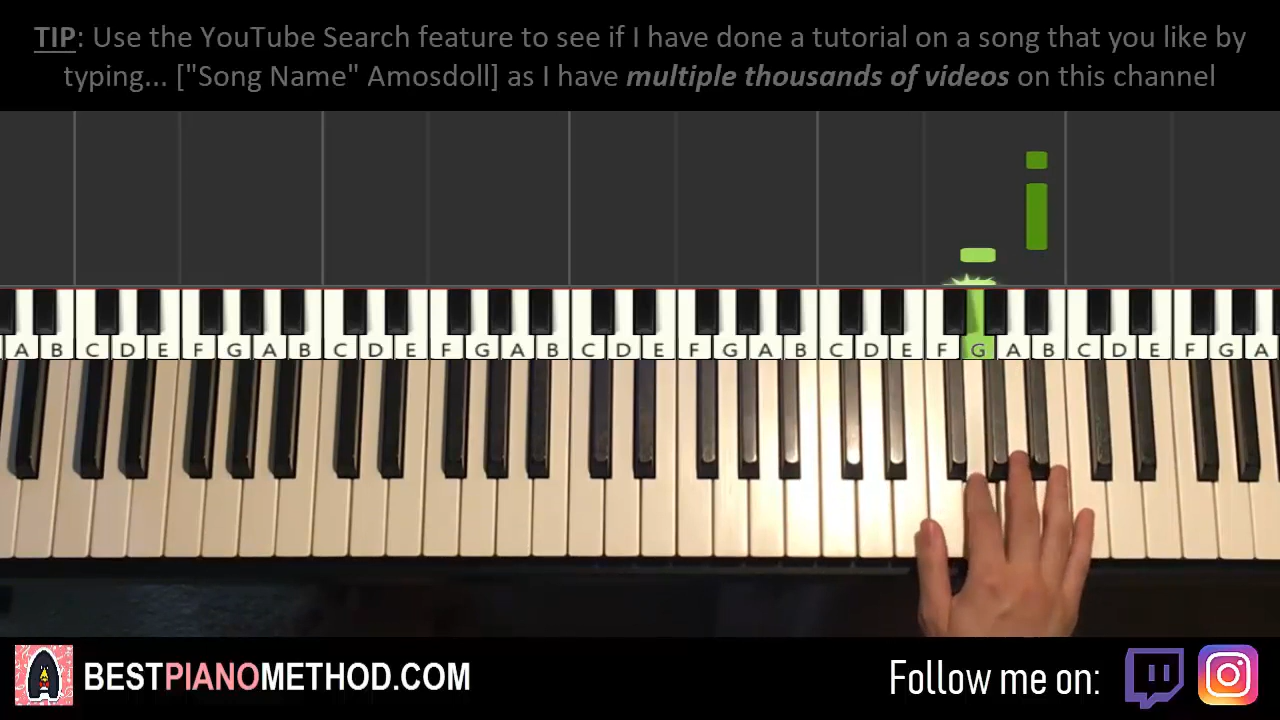 TIP: Use the YouTube Search feature to see if I have done a tutorial on a song that you like by
typing... ["Song Name" Amosdoll] as I have multiple thousands of videos on this channel
A B C D E F G A B C D E F G A B C D E F G A B C D E F G A B C D E F G A
BESTPIANOMETHOD.COM
Follow me on: